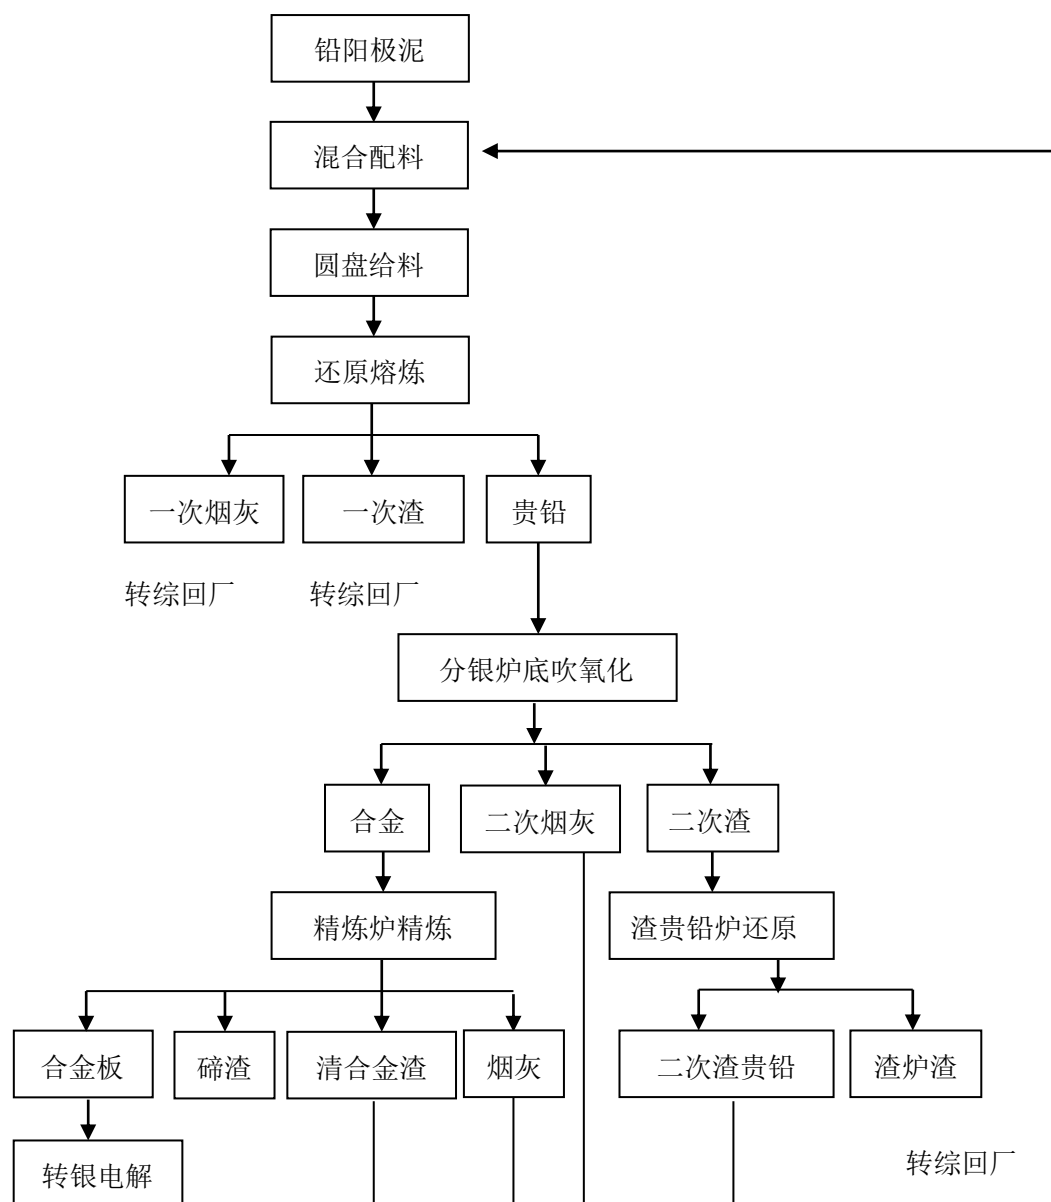 铅阳极泥
混合配料
圆盘给料
还原熔炼
一次烟灰
一次渣
贵铅
转综回厂
转综回厂
分银炉底吹氧化
合金
二次烟灰
二次渣
精炼炉精炼
渣贵铅炉还原
合金板
碲渣
清合金渣
烟灰
二次渣贵铅
渣炉渣
转银电解
转综回厂